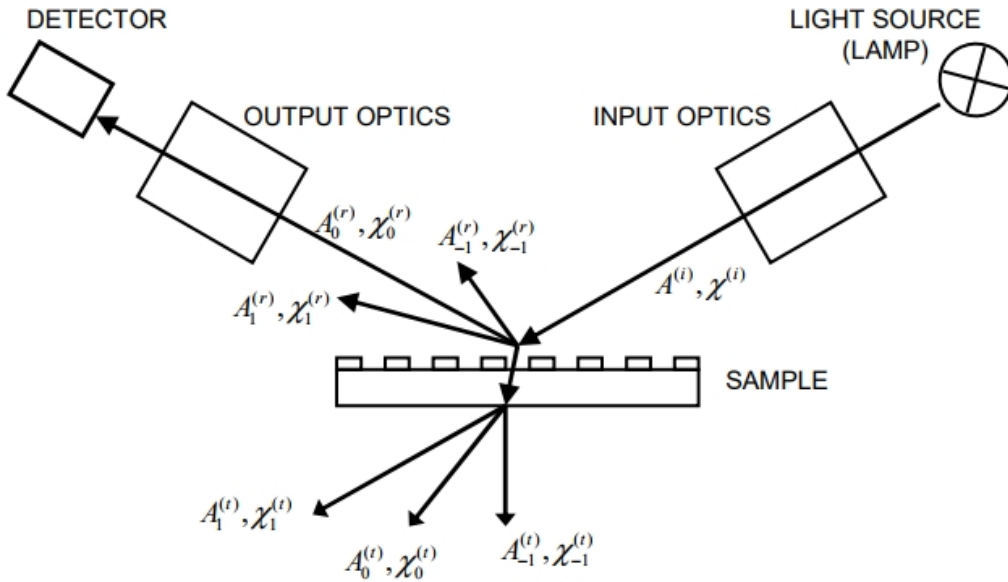 DETECTOR
LIGHT SOURCE
(LAMP)
OUTPUT OPTICS
INPUT OPTICS
A_0^{(r)}, χ_0^{(r)}
A_{-1}^{(r)}, χ_{-1}^{(r)}
A^{(i)}, χ^{(i)}
A_1^{(r)}, χ_1^{(r)}
SAMPLE
A_1^{(t)}, χ_1^{(t)}
A_0^{(t)}, χ_0^{(t)}
A_{-1}^{(t)}, χ_{-1}^{(t)}